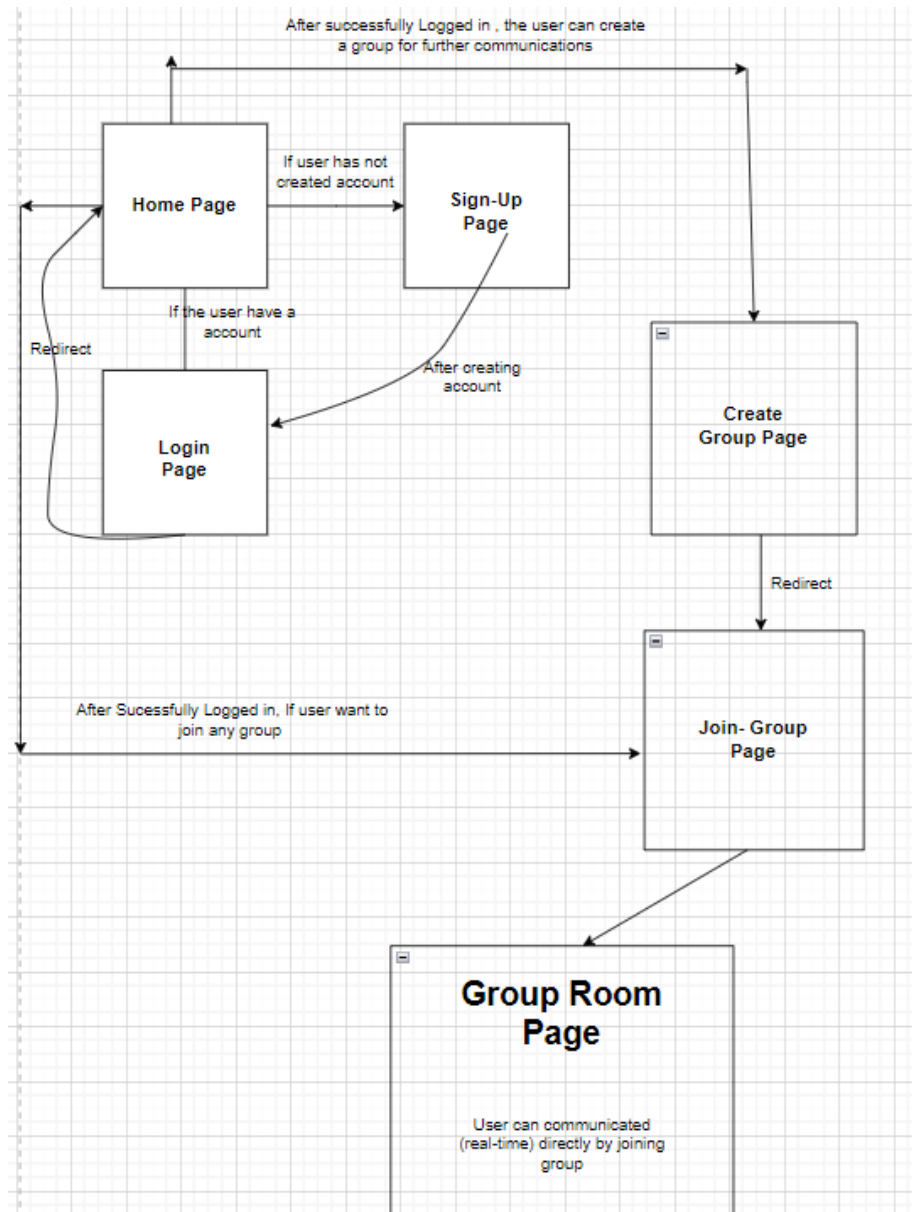 After successfully Logged in , the user can create
a group for further communications
Home Page
If user has not
created account
Sign-Up
Page
If the user have a
account
Redirect
After creating
account
Login
Page
Create
Group Page
Redirect
After Sucessfully Logged in, If user want to
join any group
Join- Group
Page
Group Room
Page
User can communicated
(real-time) directly by joining
group